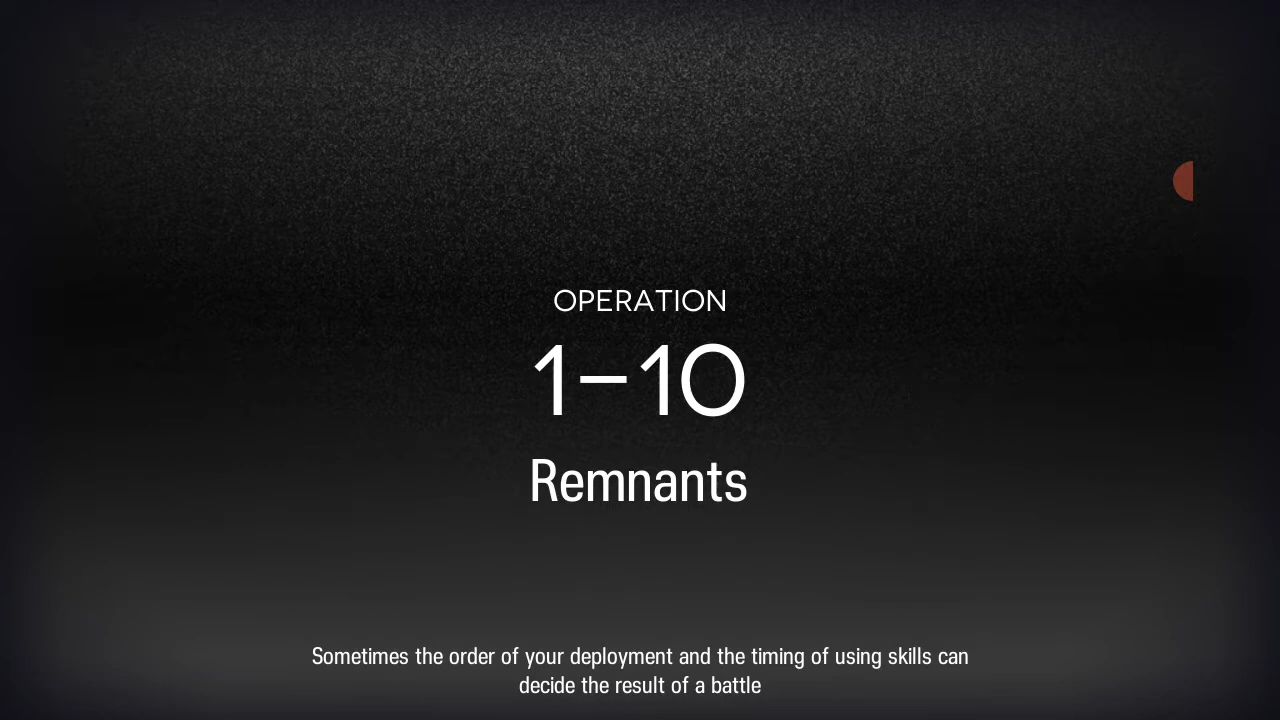 OPERATION
1-10
Remnants
Sometimes the order of your deployment and the timing of using skills can
decide the result of a battle